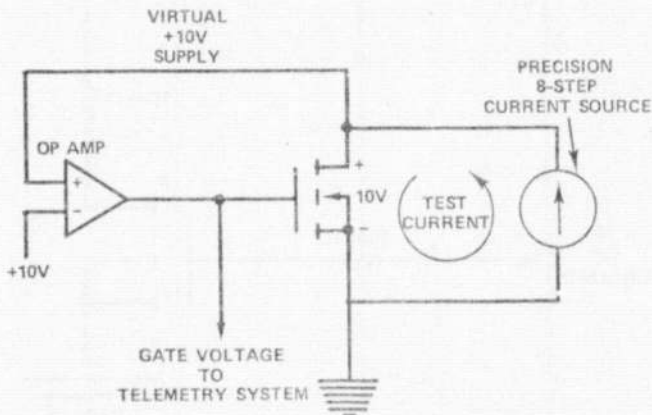 VIRTUAL
+10V
SUPPLY
PRECISION
8-STEP
CURRENT SOURCE
OP AMP
+
-
+10V
+
10V
-
TEST
CURRENT
GATE VOLTAGE
TO
TELEMETRY SYSTEM